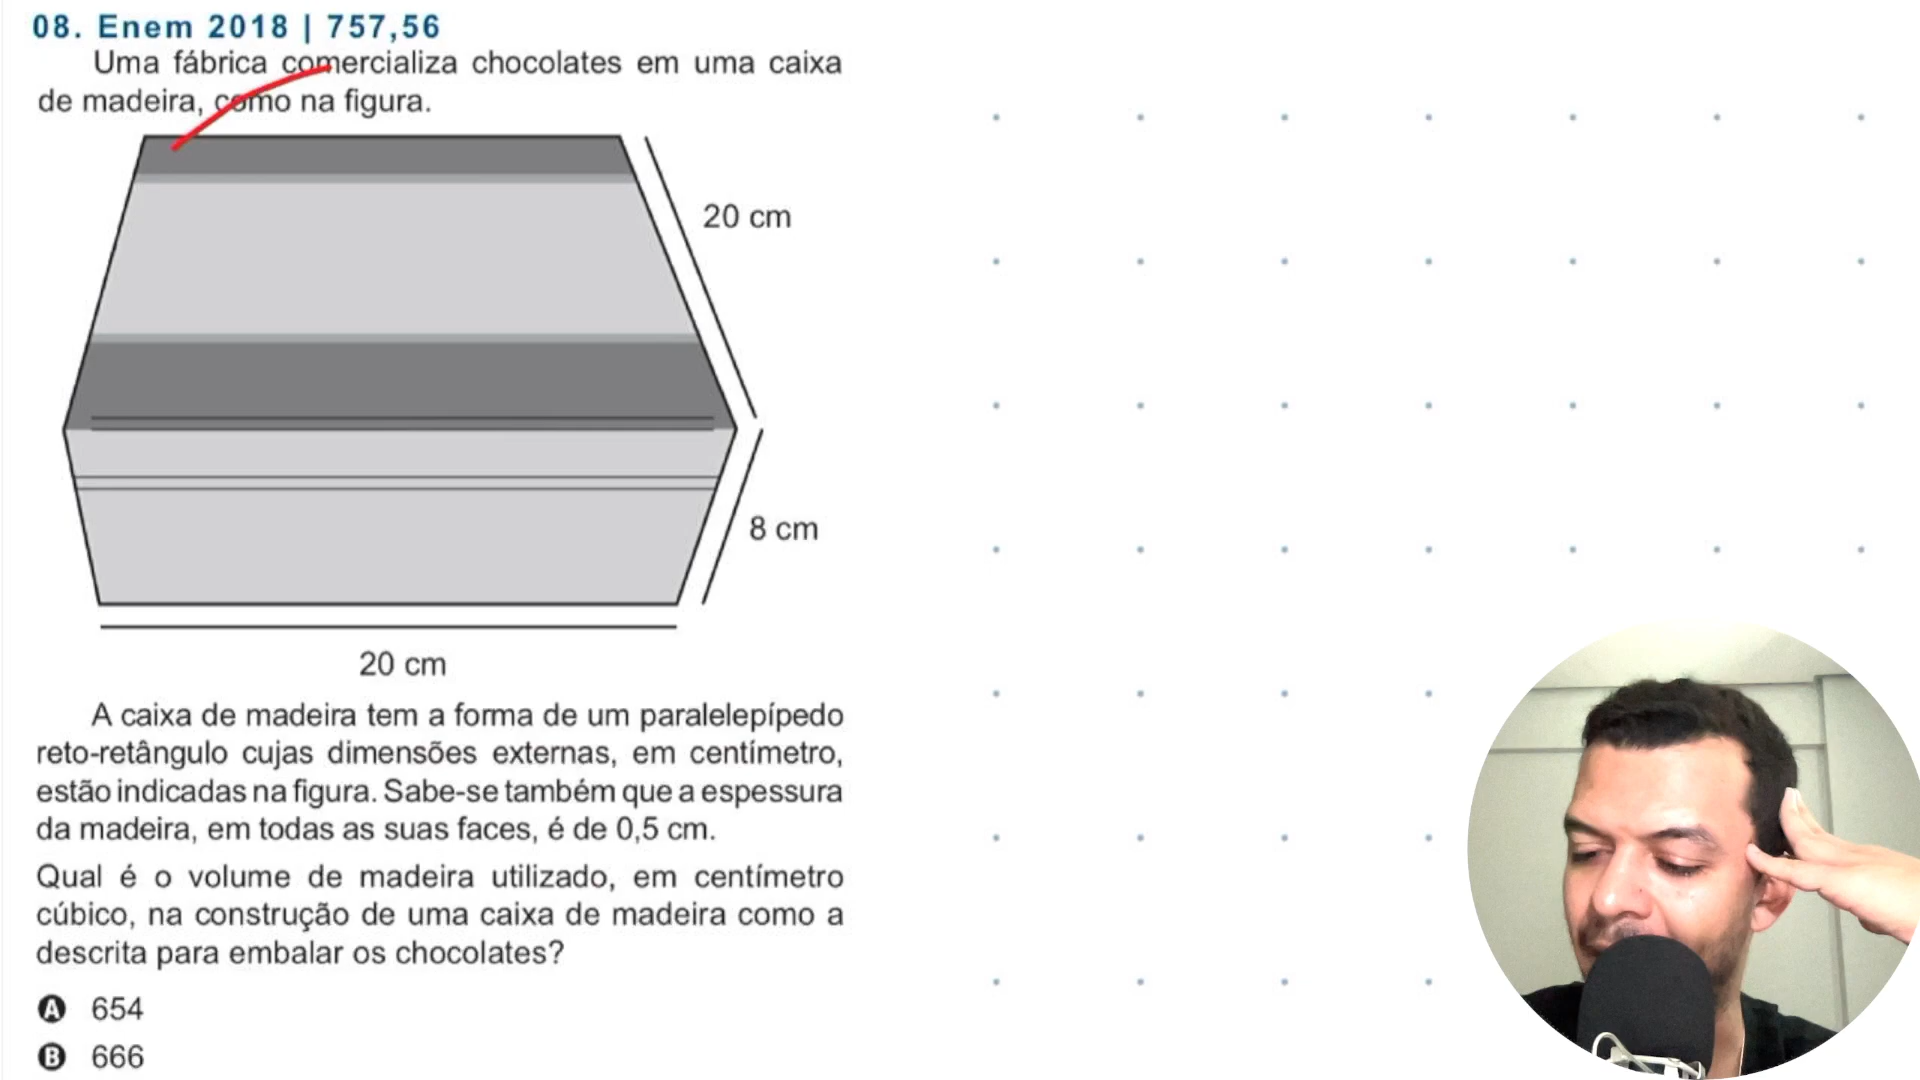 08. Enem 2018 | 757,56
Uma fábrica comercializa chocolates em uma caixa
de madeira, como na figura.
20 cm
8 cm
20 cm
A caixa de madeira tem a forma de um paralelepípedo
reto-retângulo cujas dimensões externas, em centímetro,
estão indicadas na figura. Sabe-se também que a espessura
da madeira, em todas as suas faces, é de 0,5 cm.
Qual é o volume de madeira utilizado, em centímetro
cúbico, na construção de uma caixa de madeira como a
descrita para embalar os chocolates?
A 654
B 666